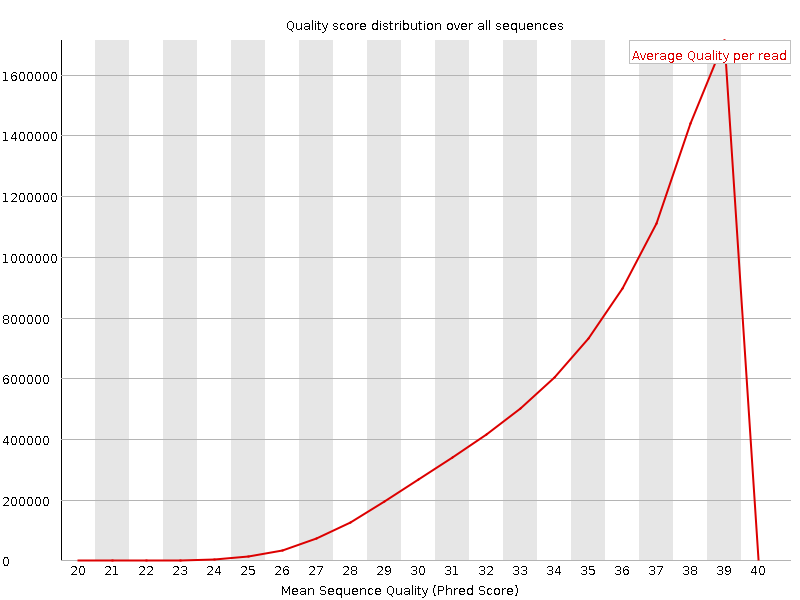 Quality score distribution over all sequences
Average Quality per read
1600000
1400000
1200000
1000000
800000
600000
400000
200000
0
20 21 22 23 24 25 26 27 28 29 30 31 32 33 34 35 36 37 38 39 40
Mean Sequence Quality (Phred Score)